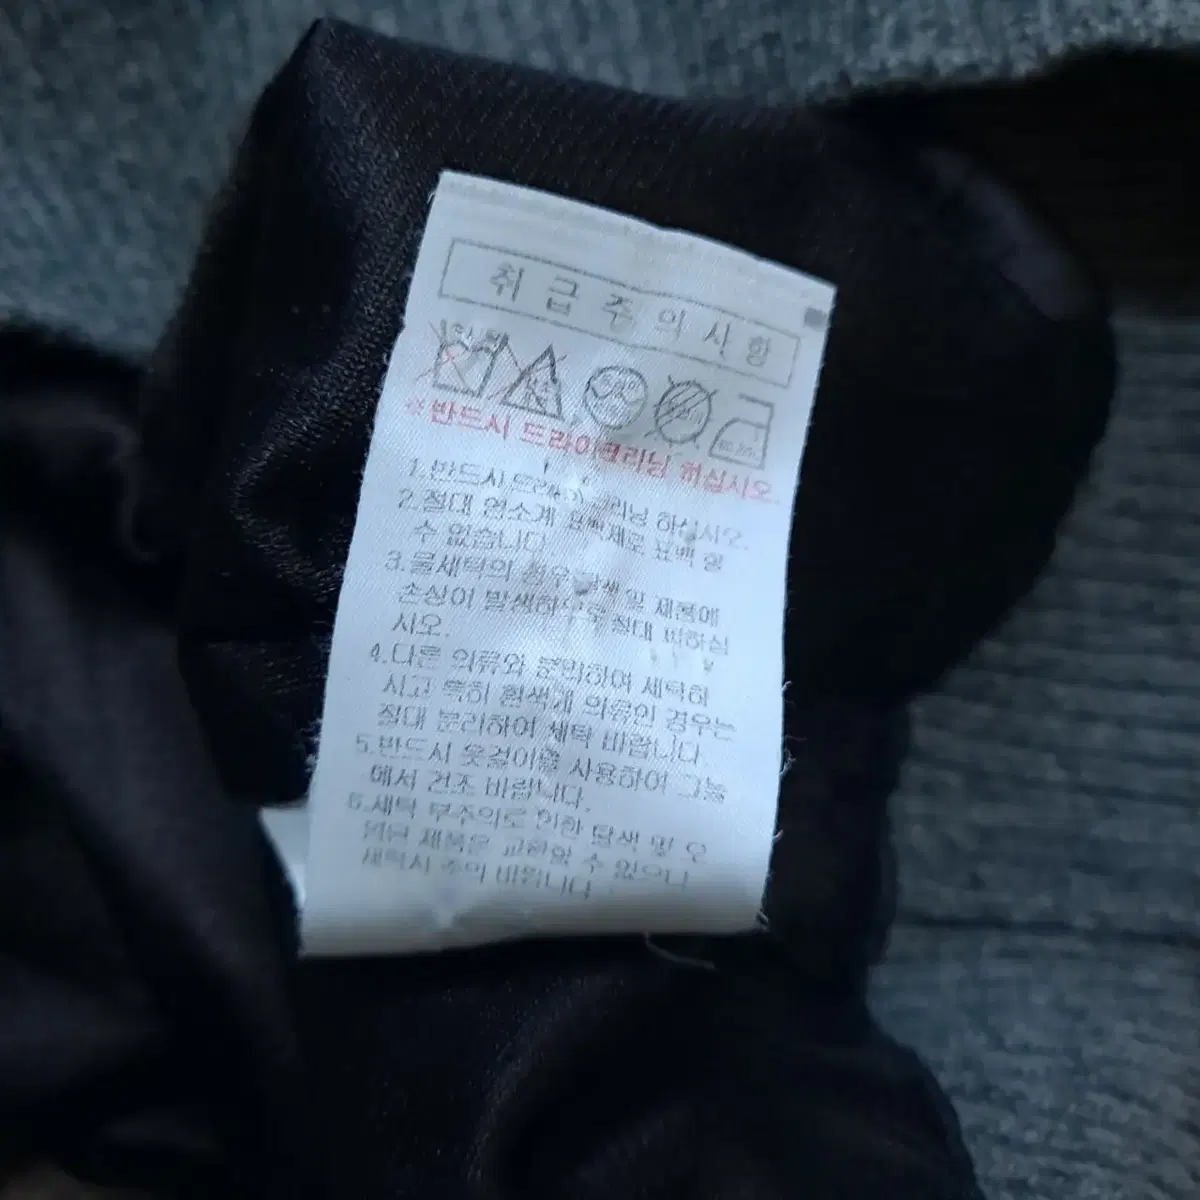 취급주의사항
※반드시 드라이크리닝 하십시오.
1.반드시 드라이크리닝 하십시오.
2.절대 염소계 표백제로 표백 할
수 없습니다.
3.물세탁의 경우 탈색 및 제품에
손상이 발생하므로 절대 피하십
시오.
4.다른 의류와 분리하여 세탁하
시고 특히 흰색계 의류인 경우는
절대 분리하여 세탁 바랍니다.
5.반드시 옷걸이를 사용하여 그늘
에서 건조 바랍니다.
6.세탁 부주의로 인한 탈색 및 오
제품은 교환할 수 없으니
세탁시 주의 바랍니다.